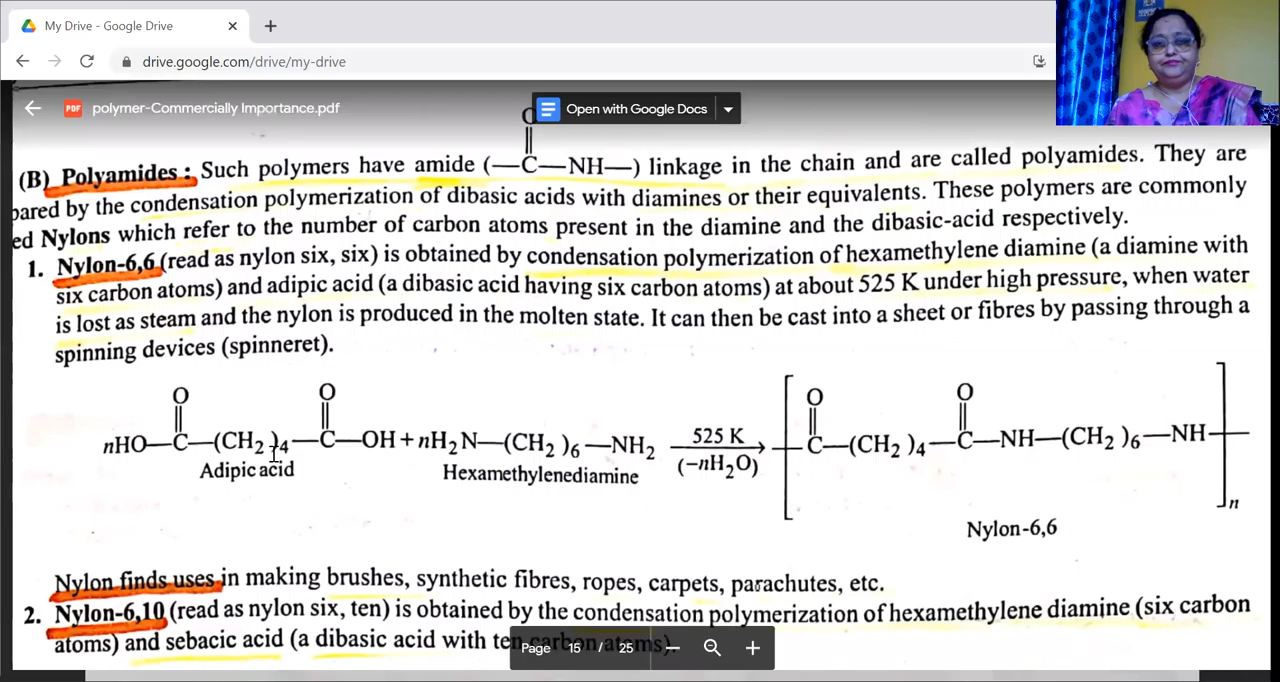 My Drive - Google Drive
drive.google.com/drive/my-drive
PDF polymer-Commercially Importance.pdf
Open with Google Docs
O
(B) Polyamides : Such polymers have amide (—C—NH—) linkage in the chain and are called polyamides. They are
pared by the condensation polymerization of dibasic acids with diamines or their equivalents. These polymers are commonly
ed Nylons which refer to the number of carbon atoms present in the diamine and the dibasic-acid respectively.
1. Nylon-6,6 (read as nylon six, six) is obtained by condensation polymerization of hexamethylene diamine (a diamine with
six carbon atoms) and adipic acid (a dibasic acid having six carbon atoms) at about 525 K under high pressure, when water
is lost as steam and the nylon is produced in the molten state. It can then be cast into a sheet or fibres by passing through a
spinning devices (spinneret).
O O O O
nHO—C—(CH₂)₄—C—OH + nH₂N—(CH₂)₆—NH₂ 525 K (–nH₂O) [—C—(CH₂)₄—C—NH—(CH₂)₆—NH—]n
Adipic acid Hexamethylenediamine
Nylon-6,6
Nylon finds uses in making brushes, synthetic fibres, ropes, carpets, parachutes, etc.
2. Nylon-6,10 (read as nylon six, ten) is obtained by the condensation polymerization of hexamethylene diamine (six carbon
atoms) and sebacic acid (a dibasic acid with ten carbon atoms).
Page 15 / 25